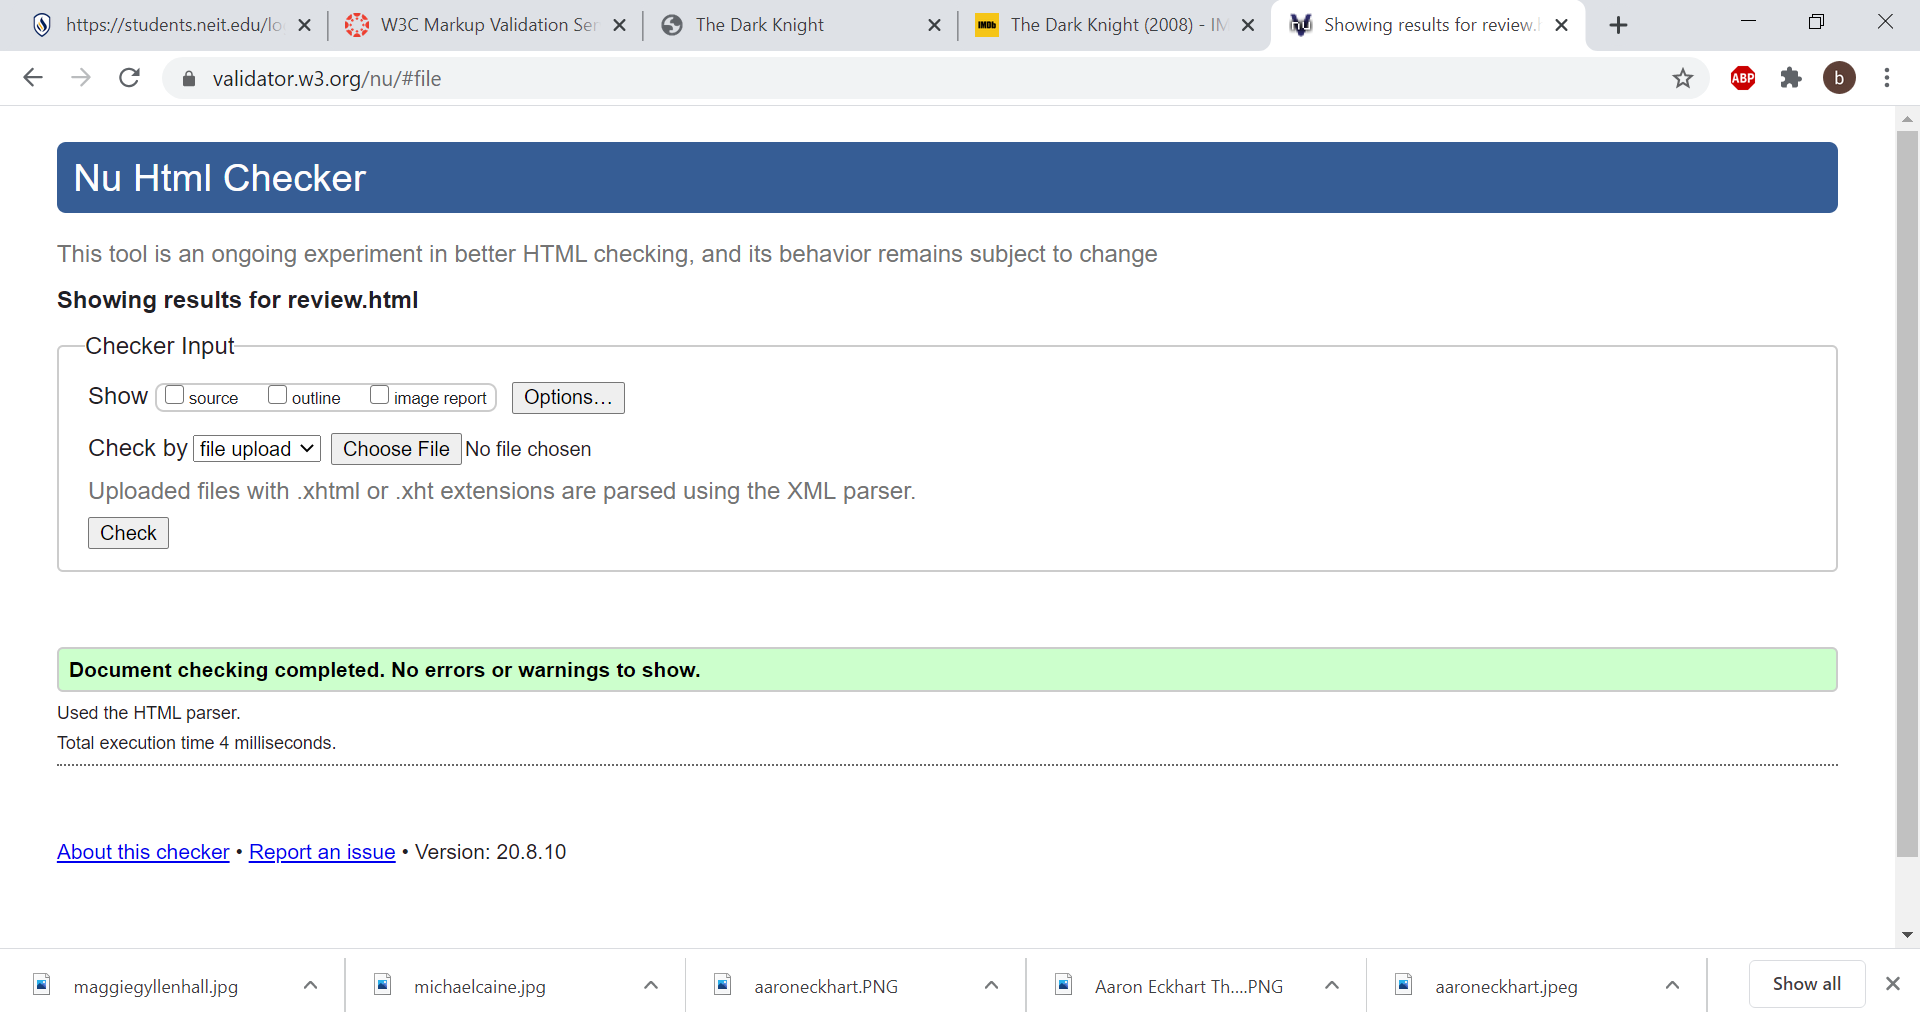 https://students.neit.edu/lo
W3C Markup Validation Ser
The Dark Knight
IMDb
The Dark Knight (2008) - IM
nu
Showing results for review.
validator.w3.org/nu/#file
ABP
b
Nu Html Checker
This tool is an ongoing experiment in better HTML checking, and its behavior remains subject to change
Showing results for review.html
Checker Input
Show source outline image report Options...
Check by file upload Choose File No file chosen
Uploaded files with .xhtml or .xht extensions are parsed using the XML parser.
Check
Document checking completed. No errors or warnings to show.
Used the HTML parser.
Total execution time 4 milliseconds.
About this checker • Report an issue • Version: 20.8.10
maggiegyllenhall.jpg
michaelcaine.jpg
aaroneckhart.PNG
Aaron Eckhart Th....PNG
aaroneckhart.jpeg
Show all